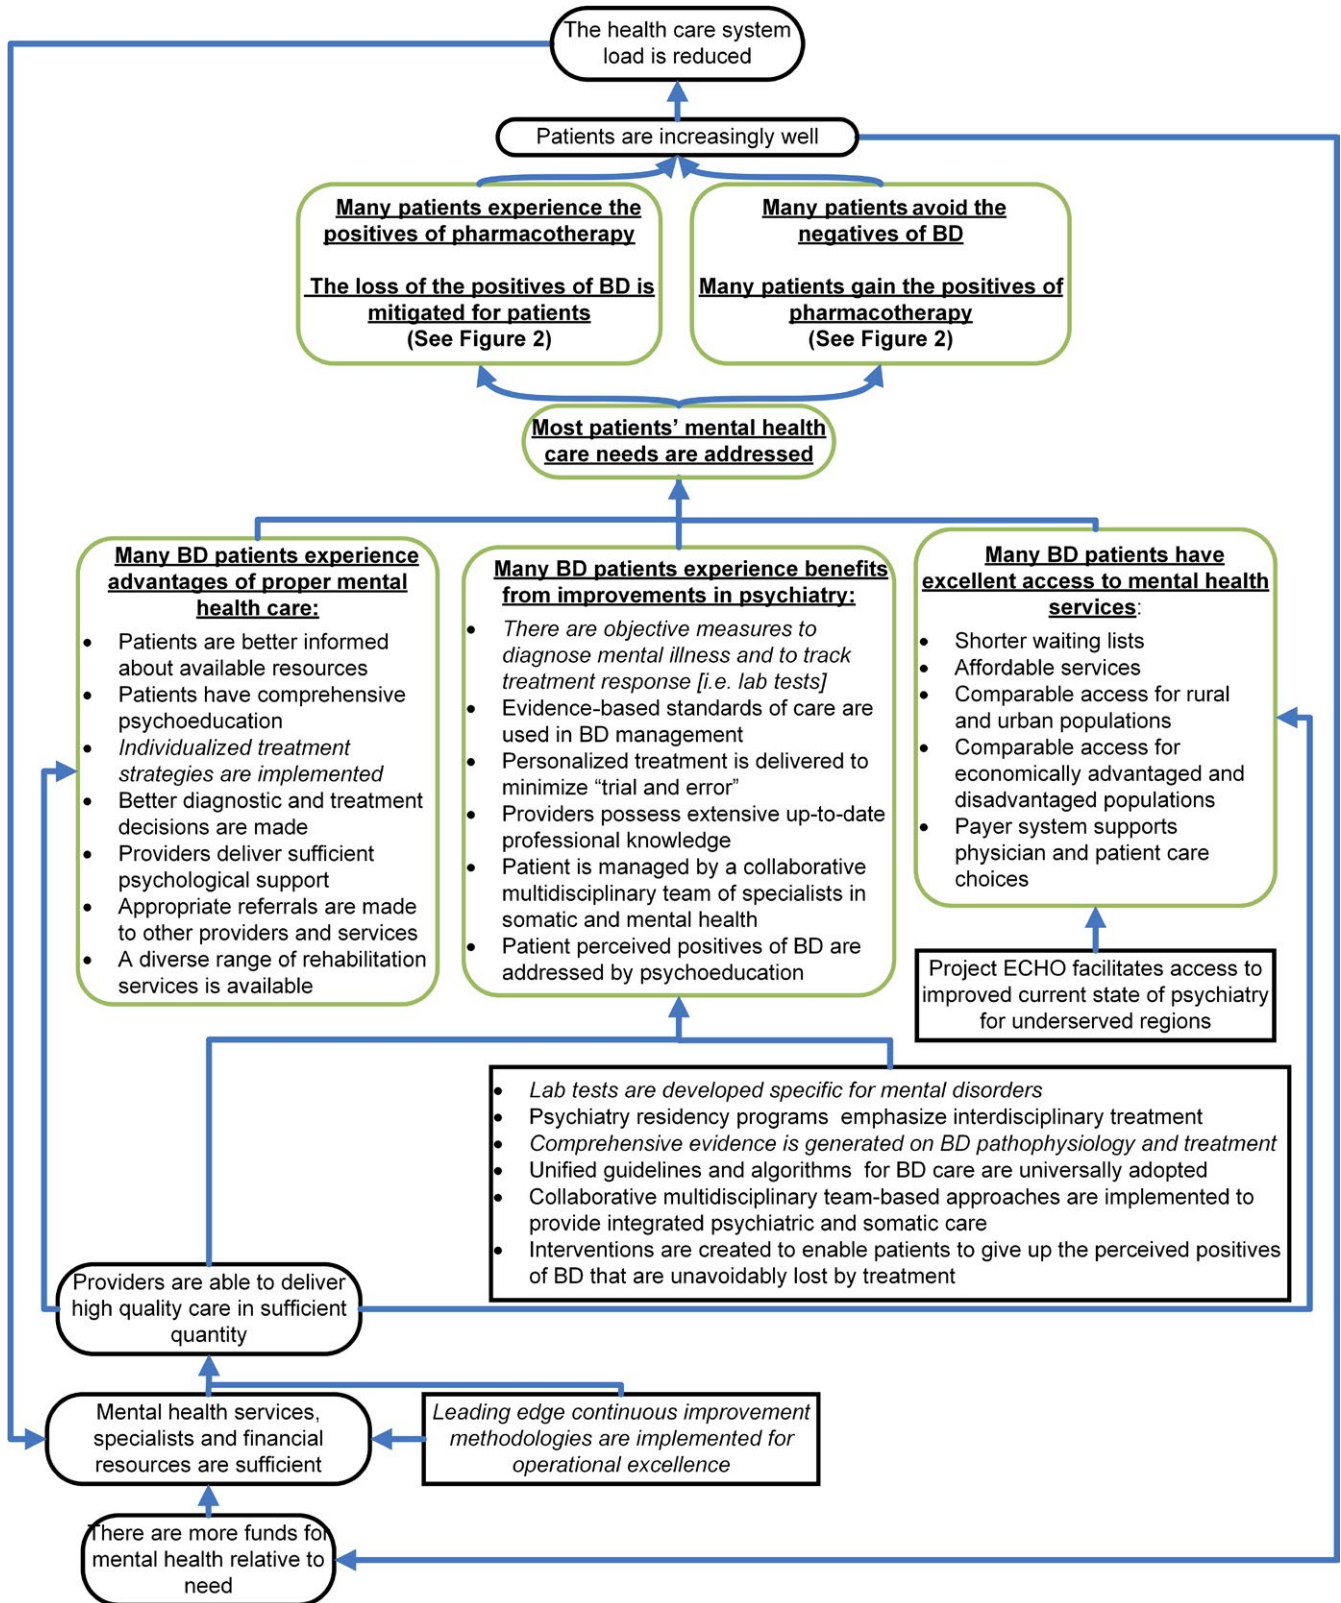 The health care system
load is reduced
Patients are increasingly well
Many patients experience the
positives of pharmacotherapy
The loss of the positives of BD is
mitigated for patients
(See Figure 2)
Many patients avoid the
negatives of BD
Many patients gain the positives of
pharmacotherapy
(See Figure 2)
Most patients’ mental health
care needs are addressed
Many BD patients experience
advantages of proper mental
health care:
• Patients are better informed
about available resources
• Patients have comprehensive
psychoeducation
• Individualized treatment
strategies are implemented
• Better diagnostic and treatment
decisions are made
• Providers deliver sufficient
psychological support
• Appropriate referrals are made
to other providers and services
• A diverse range of rehabilitation
services is available
Many BD patients experience benefits
from improvements in psychiatry:
• There are objective measures to
diagnose mental illness and to track
treatment response [i.e. lab tests]
• Evidence-based standards of care are
used in BD management
• Personalized treatment is delivered to
minimize “trial and error”
• Providers possess extensive up-to-date
professional knowledge
• Patient is managed by a collaborative
multidisciplinary team of specialists in
somatic and mental health
• Patient perceived positives of BD are
addressed by psychoeducation
Many BD patients have
excellent access to mental health
services:
• Shorter waiting lists
• Affordable services
• Comparable access for rural
and urban populations
• Comparable access for
economically advantaged and
disadvantaged populations
• Payer system supports
physician and patient care
choices
Project ECHO facilitates access to
improved current state of psychiatry
for underserved regions
• Lab tests are developed specific for mental disorders
• Psychiatry residency programs emphasize interdisciplinary treatment
• Comprehensive evidence is generated on BD pathophysiology and treatment
• Unified guidelines and algorithms for BD care are universally adopted
• Collaborative multidisciplinary team-based approaches are implemented to
provide integrated psychiatric and somatic care
• Interventions are created to enable patients to give up the perceived positives
of BD that are unavoidably lost by treatment
Providers are able to deliver
high quality care in sufficient
quantity
Mental health services,
specialists and financial
resources are sufficient
Leading edge continuous improvement
methodologies are implemented for
operational excellence
There are more funds for
mental health relative to
need